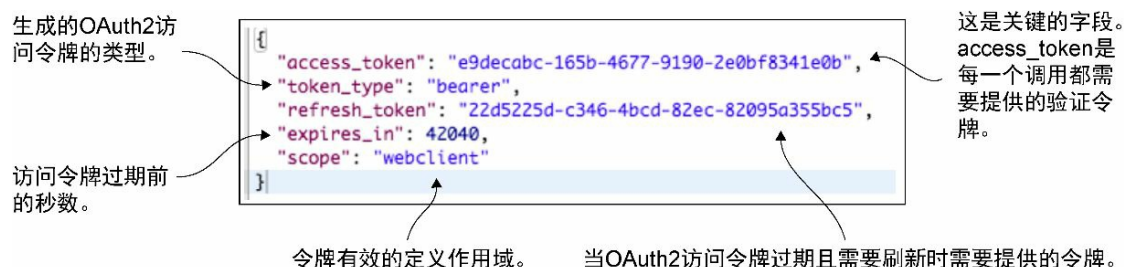 生成的OAuth2访
问令牌的类型。
{
"access_token": "e9decabc-165b-4677-9190-2e0bf8341e0b",
"token_type": "bearer",
"refresh_token": "22d5225d-c346-4bcd-82ec-82095a355bc5",
"expires_in": 42040,
"scope": "webclient"
}
这是关键的字段。
access_token是
每一个调用都需
要提供的验证令
牌。
访问令牌过期前
的秒数。
令牌有效的定义作用域。
当OAuth2访问令牌过期且需要刷新时需要提供的令牌。